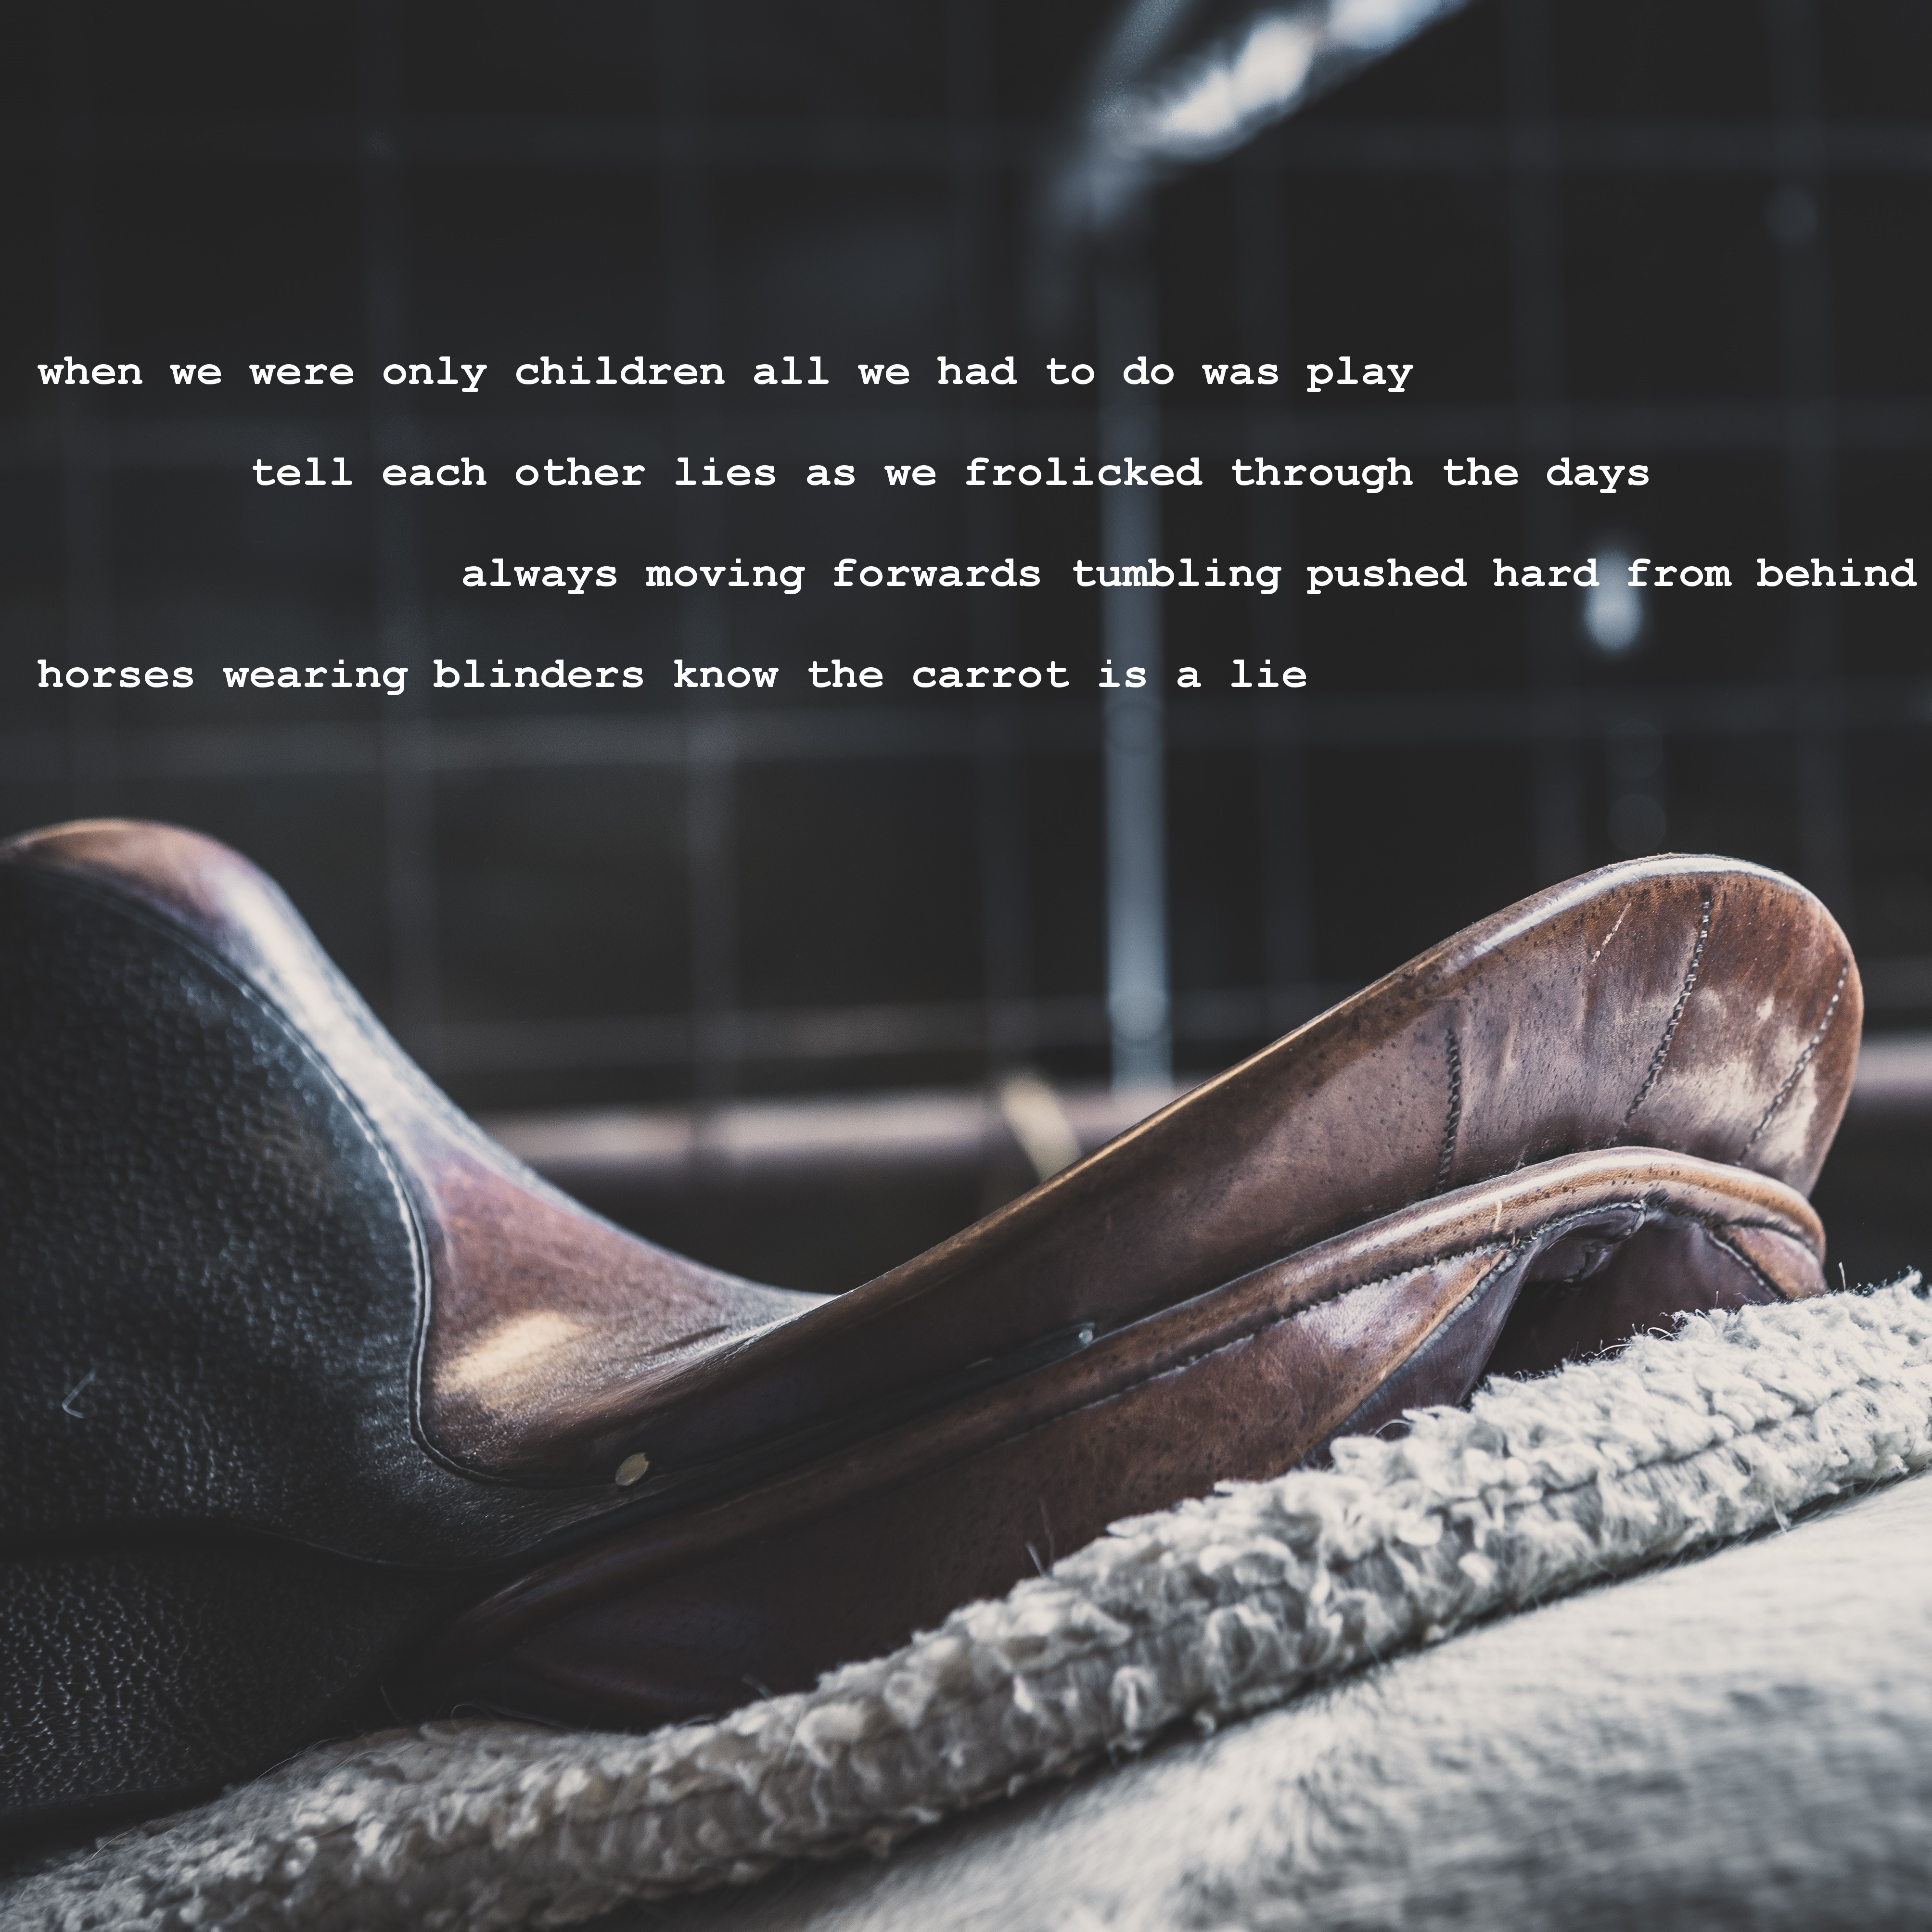 when we were only children all we had to do was play
tell each other lies as we frolicked through the days
always moving forwards tumbling pushed hard from behind
horses wearing blinders know the carrot is a lie